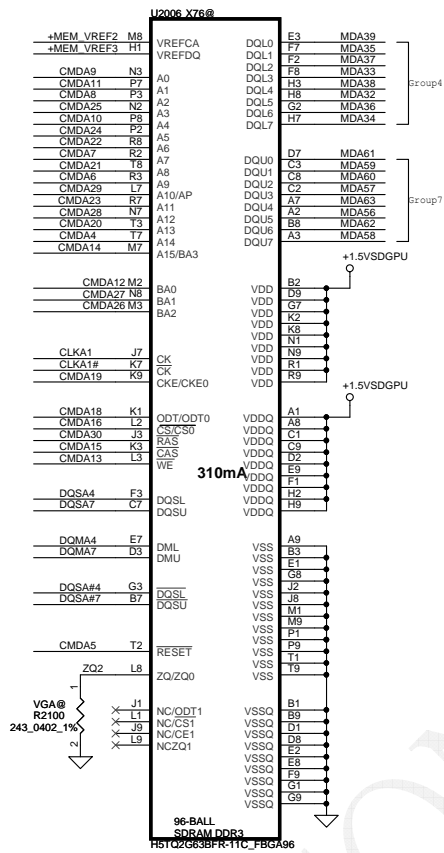 U2006 X76@
+MEM_VREF2 M8 VREFCA
+MEM_VREF3 H1 VREFDQ
CMDA9 N3 A0
CMDA11 P7 A1
CMDA8 P3 A2
CMDA25 N2 A3
CMDA10 P8 A4
CMDA24 P2 A5
CMDA22 R8 A6
CMDA7 R2 A7
CMDA21 T8 A8
CMDA6 R3 A9
CMDA29 L7 A10/AP
CMDA23 R7 A11
CMDA28 N7 A12
CMDA20 T3 A13
CMDA4 T7 A14
CMDA14 M7 A15/BA3
CMDA12 M2 BA0
CMDA27 N8 BA1
CMDA26 M3 BA2
CLKA1 J7 CK
CLKA1# K7 CK
CMDA19 K9 CKE/CKE0
CMDA18 K1 ODT/ODT0
CMDA16 L2 CS/CS0
CMDA30 J3 RAS
CMDA15 K3 CAS
CMDA13 L3 WE
310mA
DQSA4 F3 DQSL
DQSA7 C7 DQSU
DQMA4 E7 DML
DQMA7 D3 DMU
DQSA#4 G3 DQSL
DQSA#7 B7 DQSU
CMDA5 T2 RESET
ZQ2 L8 ZQ/ZQ0
1
VGA@
R2100
243_0402_1%
2
J1 NC/ODT1
L1 NC/CS1
J9 NC/CE1
L9 NCZQ1
DQL0 E3 MDA39
DQL1 F7 MDA35
DQL2 F2 MDA37
DQL3 F8 MDA33
DQL4 H3 MDA38
DQL5 H8 MDA32
DQL6 G2 MDA36
DQL7 H7 MDA34
Group4
DQU0 D7 MDA61
DQU1 C3 MDA59
DQU2 C8 MDA60
DQU3 C2 MDA57
DQU4 A7 MDA63
DQU5 A2 MDA56
DQU6 B8 MDA62
DQU7 A3 MDA58
Group7
+1.5VSDGPU
VDD B2
VDD D9
VDD G7
VDD K2
VDD K8
VDD N1
VDD N9
VDD R1
VDD R9
+1.5VSDGPU
VDDQ A1
VDDQ A8
VDDQ C1
VDDQ C9
VDDQ D2
VDDQ E9
VDDQ F1
VDDQ H2
VDDQ H9
VSS A9
VSS B3
VSS E1
VSS G8
VSS J2
VSS J8
VSS M1
VSS M9
VSS P1
VSS P9
VSS T1
VSS T9
VSSQ B1
VSSQ B9
VSSQ D1
VSSQ D8
VSSQ E2
VSSQ E8
VSSQ F9
VSSQ G1
VSSQ G9
96-BALL
SDRAM DDR3
H5TQ2G63BFR-11C_FBGA96